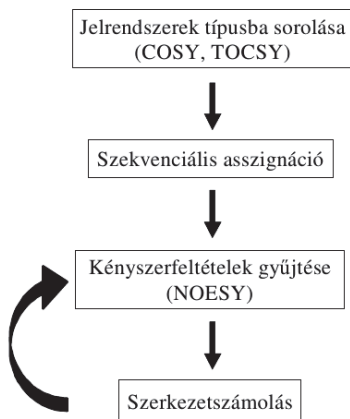 Jelrendszerek típusba sorolása
(COSY, TOCSY)
Szekvenciális asszignáció
Kényszerfeltételek gyűjtése
(NOESY)
Szerkezetszámolás